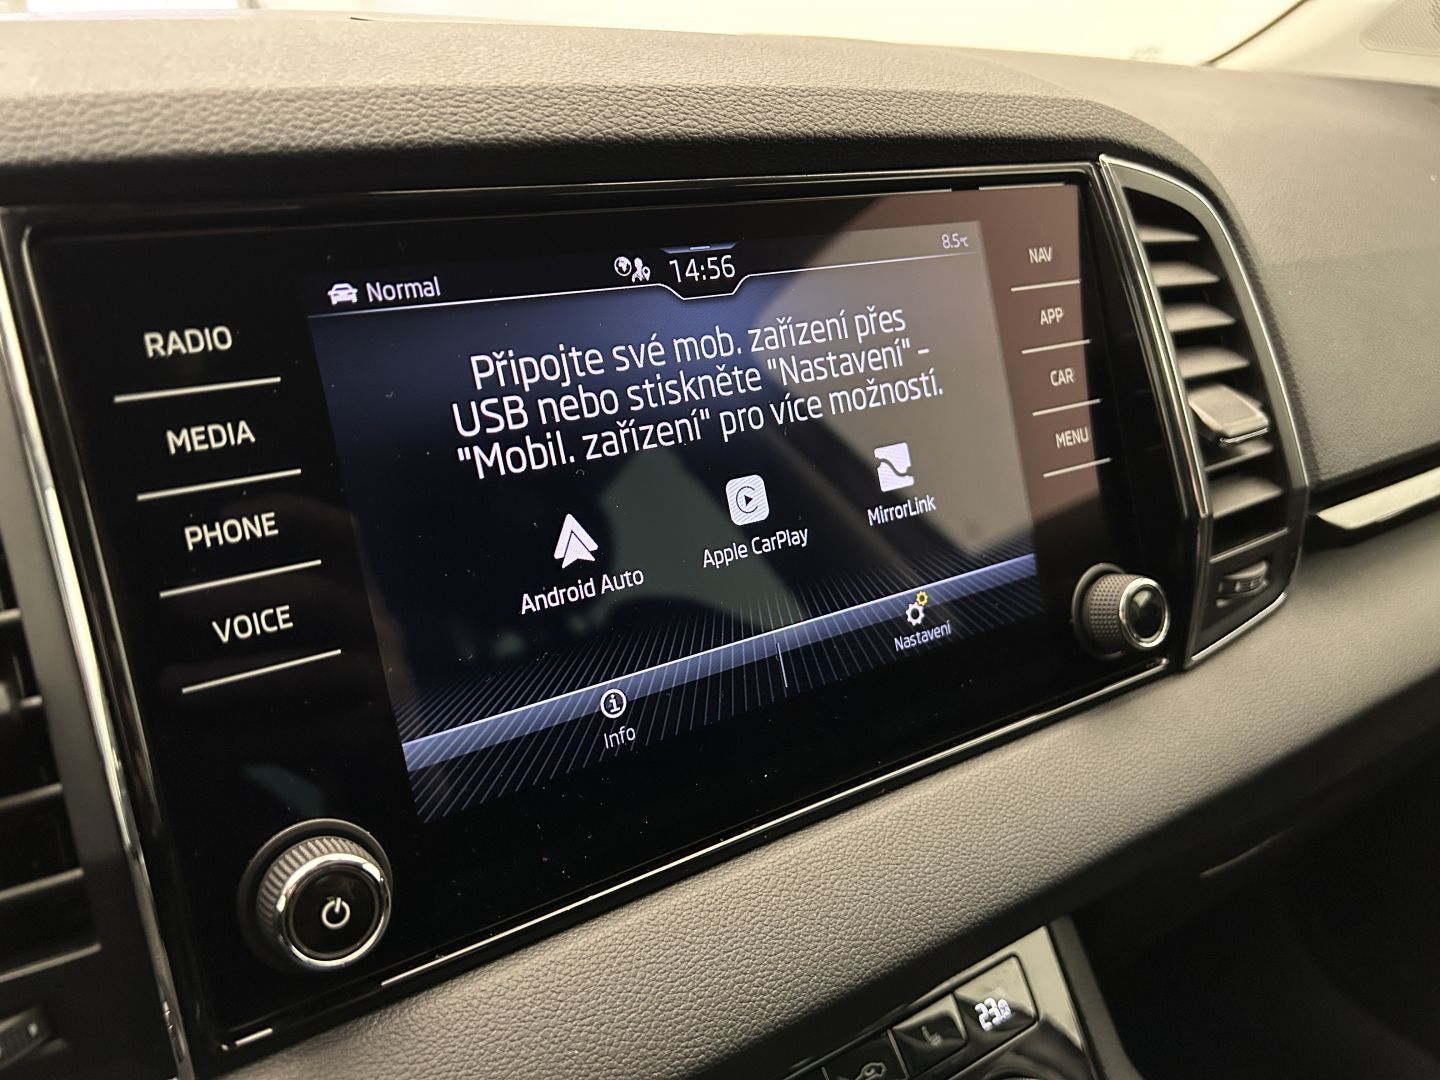 Normal
14:56
8.5°C
RADIO
MEDIA
PHONE
VOICE
Připojte své mob. zařízení přes
USB nebo stiskněte "Nastavení" –
"Mobil. zařízení" pro více možností.
Android Auto
Apple CarPlay
MirrorLink
Info
Nastavení
NAV
APP
CAR
MENU